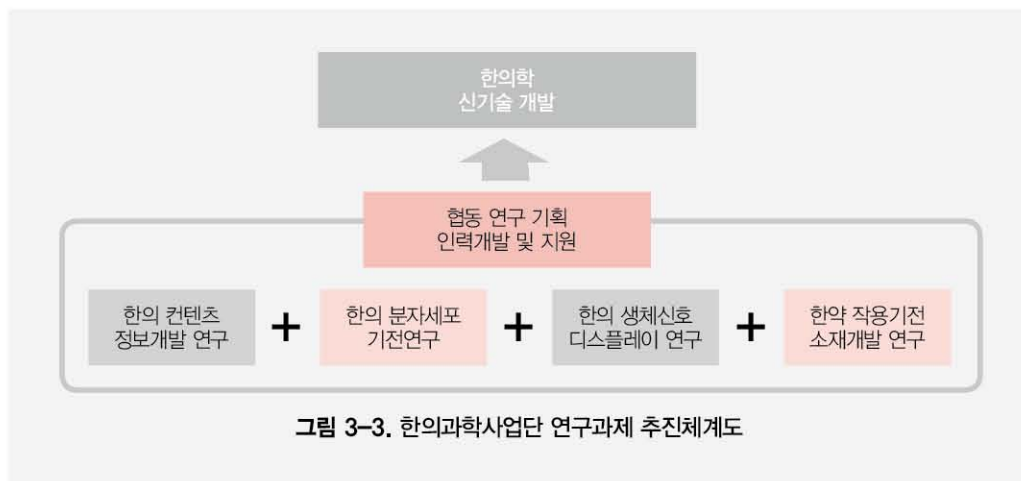 한의학
신기술 개발
협동 연구 기획
인력개발 및 지원
한의 컨텐츠
정보개발 연구
+
한의 분자세포
기전연구
+
한의 생체신호
디스플레이 연구
+
한약 작용기전
소재개발 연구
그림 3-3. 한의과학사업단 연구과제 추진체계도